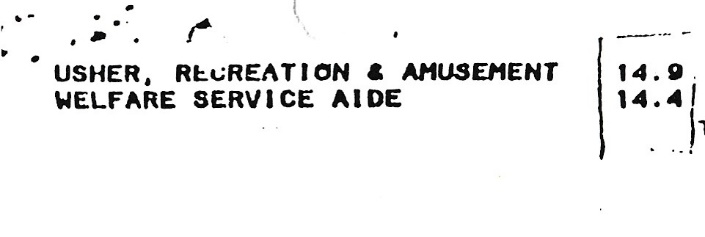 USHER, RECREATION & AMUSEMENT 14.9
WELFARE SERVICE AIDE 14.4